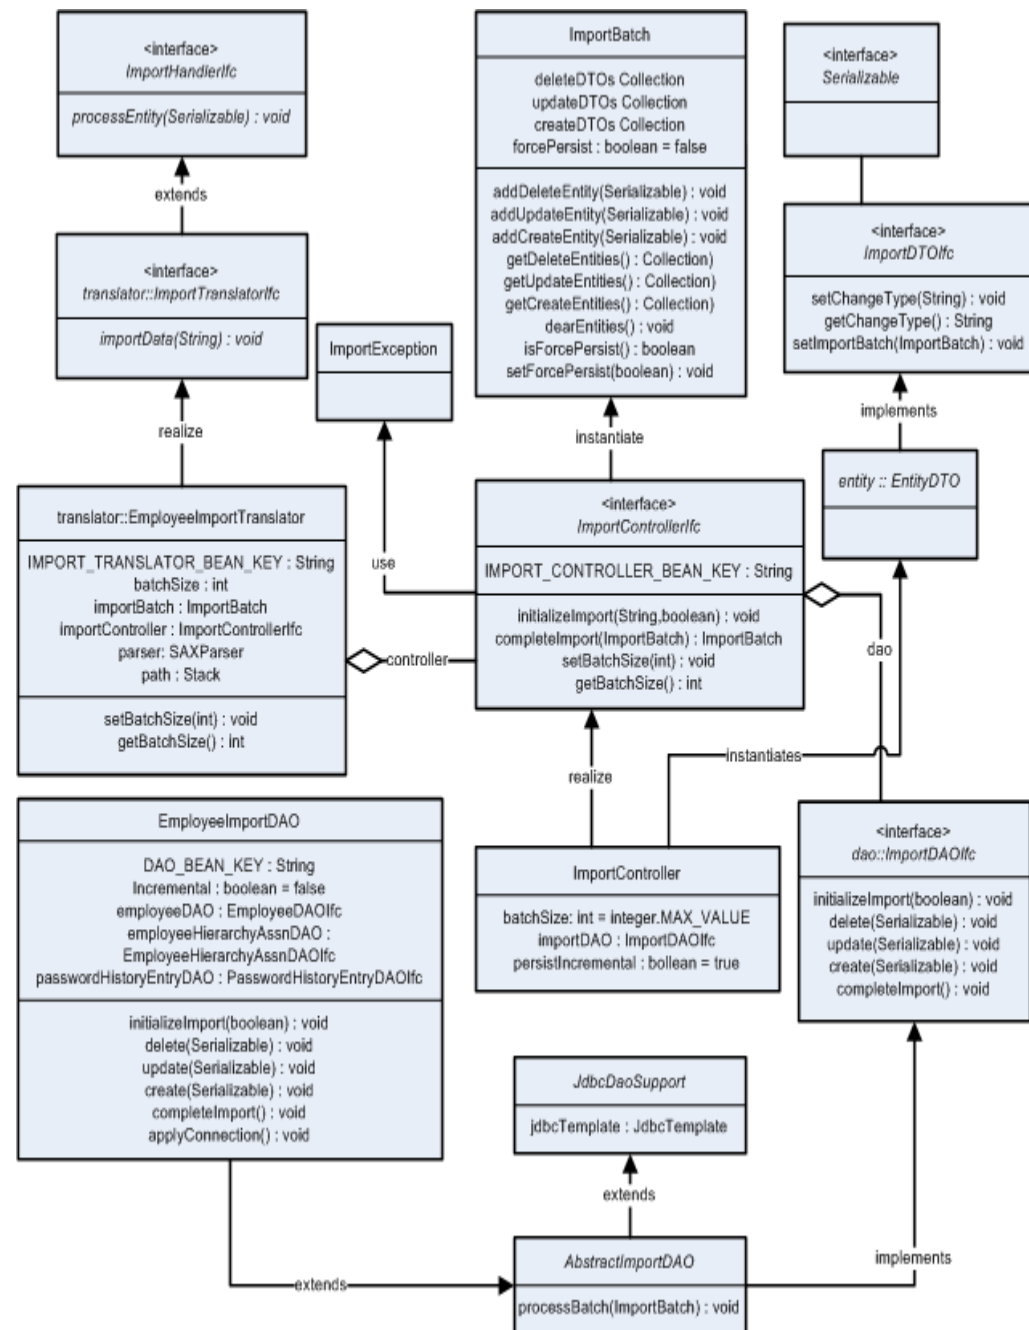 <interface>
ImportHandlerIfc
processEntity(Serializable) : void
extends
<interface>
translator::ImportTranslatorIfc
importData(String) : void
realize
translator::EmployeeImportTranslator
IMPORT_TRANSLATOR_BEAN_KEY : String
batchSize : int
importBatch : ImportBatch
importController : ImportControllerIfc
parser: SAXParser
path : Stack
setBatchSize(int) : void
getBatchSize() : int
controller
ImportException
use
ImportBatch
deleteDTOs Collection
updateDTOs Collection
createDTOs Collection
forcePersist : boolean = false
addDeleteEntity(Serializable) : void
addUpdateEntity(Serializable) : void
addCreateEntity(Serializable) : void
getDeleteEntities() : Collection)
getUpdateEntities() : Collection)
getCreateEntities() : Collection)
dearEntities() : void
isForcePersist() : boolean
setForcePersist(boolean) : void
instantiate
<interface>
ImportControllerIfc
IMPORT_CONTROLLER_BEAN_KEY : String
initializeImport(String,boolean) : void
completeImport(ImportBatch) : ImportBatch
setBatchSize(int) : void
getBatchSize() : int
<interface>
Serializable
<interface>
ImportDTOIfc
setChangeType(String) : void
getChangeType() : String
setImportBatch(ImportBatch) : void
implements
entity :: EntityDTO
dao
instantiates
realize
ImportController
batchSize: int = integer.MAX_VALUE
importDAO : ImportDAOIfc
persistIncremental : bollean = true
<interface>
dao::ImportDAOIfc
initializeImport(boolean) : void
delete(Serializable) : void
update(Serializable) : void
create(Serializable) : void
completeImport() : void
EmployeeImportDAO
DAO_BEAN_KEY : String
Incremental : boolean = false
employeeDAO : EmployeeDAOIfc
employeeHierarchyAssnDAO :
EmployeeHierarchyAssnDAOIfc
passwordHistoryEntryDAO : PasswordHistoryEntryDAOIfc
initializeImport(boolean) : void
delete(Serializable) : void
update(Serializable) : void
create(Serializable) : void
completeImport() : void
applyConnection() : void
JdbcDaoSupport
jdbcTemplate : JdbcTemplate
extends
extends
AbstractImportDAO
processBatch(ImportBatch) : void
implements